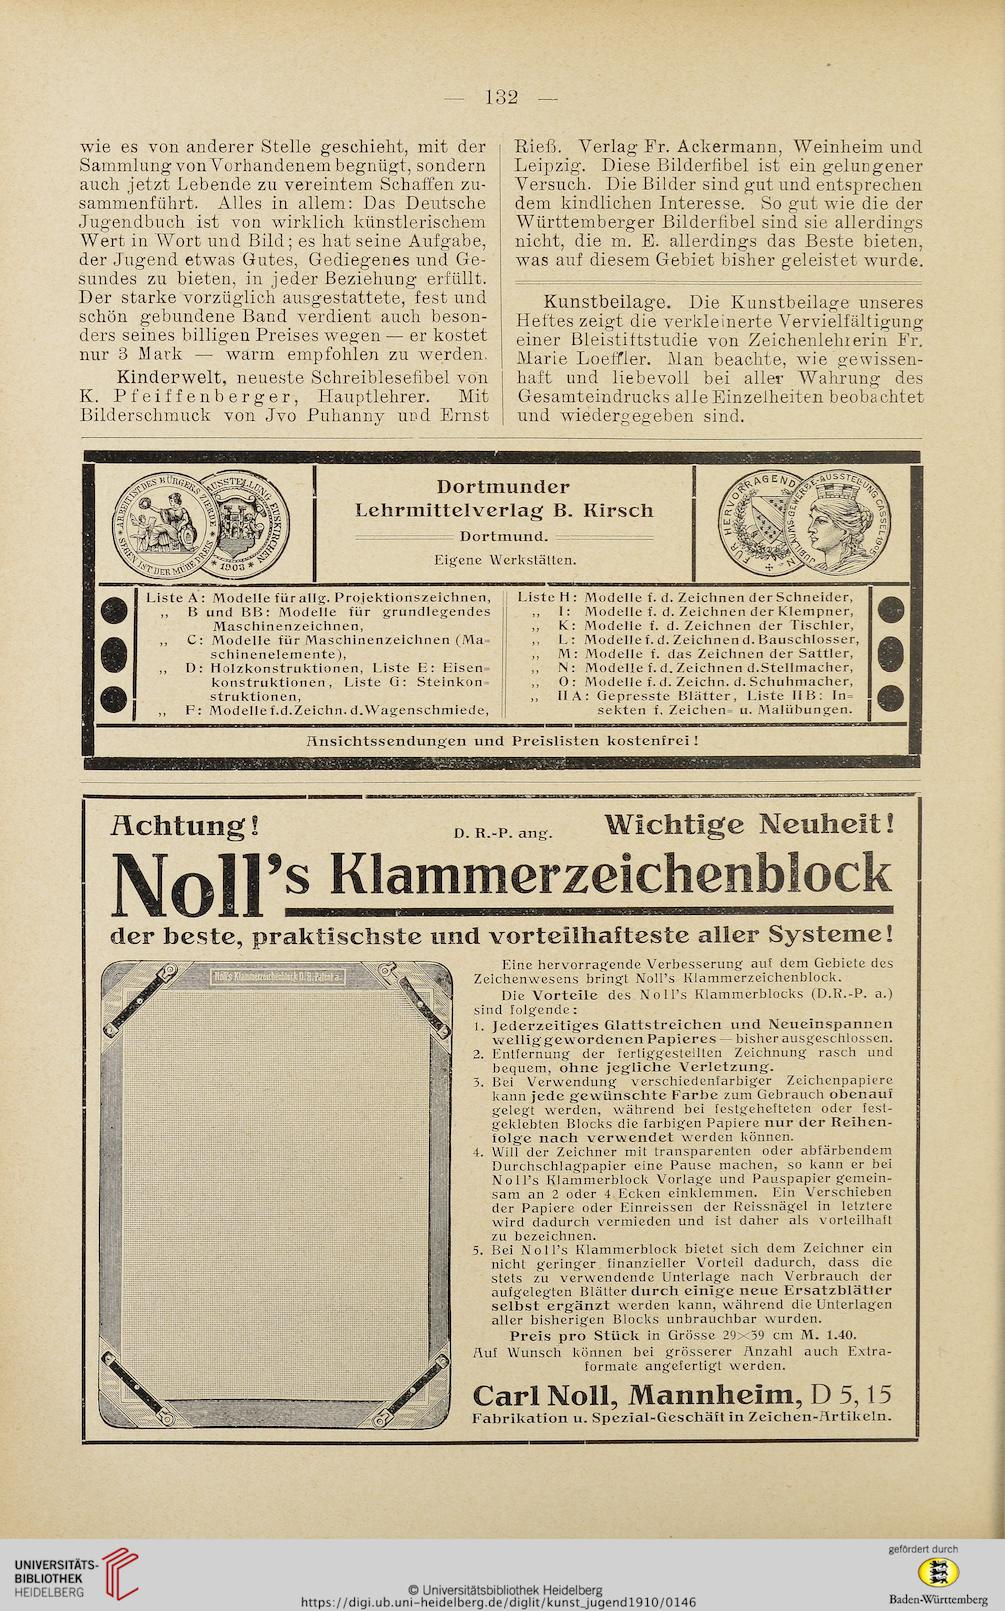 — 132 —
wie es von anderer Stelle geschieht, mit der
Sammlung von Vorhandenem begnügt, sondern
auch jetzt Lebende zu vereintem Schaffen zu-
sammenführt. Alles in allem: Das Deutsche
Jugendbuch ist von wirklich künstlerischem
Wert in Wort und Bild; es hat seine Aufgabe,
der Jugend etwas Gutes, Gediegenes und Ge-
sundes zu bieten, in jeder Beziehung erfüllt.
Der starke vorzüglich ausgestattete, fest und
schön gebundene Band verdient auch beson-
ders seines billigen Preises wegen — er kostet
nur 3 Mark — warm empfohlen zu werden.
Kinderwelt, neueste Schreiblesefibel von
K. Pfeiffenberger, Hauptlehrer. Mit
Bilderschmuck von Jvo Puhanny und Ernst
Rieß. Verlag Fr. Ackermann, Weinheim und
Leipzig. Diese Bilderfibel ist ein gelungener
Versuch. Die Bilder sind gut und entsprechen
dem kindlichen Interesse. So gut wie die der
Württemberger Bilderfibel sind sie allerdings
nicht, die m. E. allerdings das Beste bieten,
was auf diesem Gebiet bisher geleistet wurde.
Kunstbeilage. Die Kunstbeilage unseres
Heftes zeigt die verkleinerte Vervielfältigung
einer Bleistiftstudie von Zeichenlehrerin Fr.
Marie Loeffler. Man beachte, wie gewissen-
haft und liebevoll bei aller Wahrung des
Gesamteindrucks alle Einzelheiten beobachtet
und wiedergegeben sind.
Dortmunder
Lehrmittelverlag B. Kirsch
Dortmund.
Eigene Werkstätten.
Liste A: Modelle für allg. Projektionszeichnen,
„ B und BB: Modelle für grundlegendes
Maschinenzeichnen,
„ C: Modelle für Maschinenzeichnen (Ma-
schinenelemente),
„ D: Holzkonstruktionen, Liste E: Eisen-
konstruktionen, Liste G: Steinkon-
struktionen,
„ F: Modelle f.d.Zeichn.d.Wagenschmiede,
Liste H: Modelle f. d. Zeichnen der Schneider,
„ I: Modelle f. d. Zeichnen der Klempner,
„ K: Modelle f. d. Zeichnen der Tischler,
„ L: Modelle f. d. Zeichnen d. Bauschlosser,
„ M: Modelle f. das Zeichnen der Sattler,
„ N: Modelle f. d. Zeichnen d.Stellmacher,
„ O: Modelle f. d. Zeichn. d. Schuhmacher,
„ IIA: Gepresste Blätter, Liste IIB: In-
sekten f. Zeichen- u. Malübungen.
Ansichtssendungen und Preislisten kostenfrei!
Achtung! D. R.-P. ang. Wichtige Neuheit!
Noll's Klammerzeichenblock
der beste, praktischste und vorteilhafteste aller Systeme!
Noll's Klammerzeichenblock D.R.Patent a.
Eine hervorragende Verbesserung auf dem Gebiete des
Zeichenwesens bringt Noll's Klammerzeichenblock.
Die Vorteile des Noll's Klammerblocks (D.R.-P. a.)
sind folgende:
1. Jederzeitiges Glattstreichen und Neueinspannen
wellig gewordenen Papieres — bisher ausgeschlossen.
2. Entfernung der fertiggestellten Zeichnung rasch und
bequem, ohne jegliche Verletzung.
3. Bei Verwendung verschiedenfarbiger Zeichenpapiere
kann jede gewünschte Farbe zum Gebrauch obenauf
gelegt werden, während bei festgehefteten oder fest-
geklebten Blocks die farbigen Papiere nur der Reihen-
folge nach verwendet werden können.
4. Will der Zeichner mit transparenten oder abfärbendem
Durchschlagpapier eine Pause machen, so kann er bei
Noll's Klammerblock Vorlage und Pauspapier gemein-
sam an 2 oder 4 Ecken einklemmen. Ein Verschieben
der Papiere oder Einreissen der Reissnägel in letztere
wird dadurch vermieden und ist daher als vorteilhaft
zu bezeichnen.
5. Bei Noll's Klammerblock bietet sich dem Zeichner ein
nicht geringer finanzieller Vorteil dadurch, dass die
stets zu verwendende Unterlage nach Verbrauch der
aufgelegten Blätter durch einige neue Ersatzblätter
selbst ergänzt werden kann, während die Unterlagen
aller bisherigen Blocks unbrauchbar wurden.
Preis pro Stück in Grösse 29×39 cm M. 1.40.
Auf Wunsch können bei grösserer Anzahl auch Extra-
formate angefertigt werden.
Carl Noll, Mannheim, D 5, 15
Fabrikation u. Spezial-Geschäft in Zeichen-Artikeln.
UNIVERSITÄTS-
BIBLIOTHEK
HEIDELBERG
© Universitätsbibliothek Heidelberg
https://digi.ub.uni-heidelberg.de/diglit/kunst_jugend1910/0146
gefördert durch
Baden-Württemberg